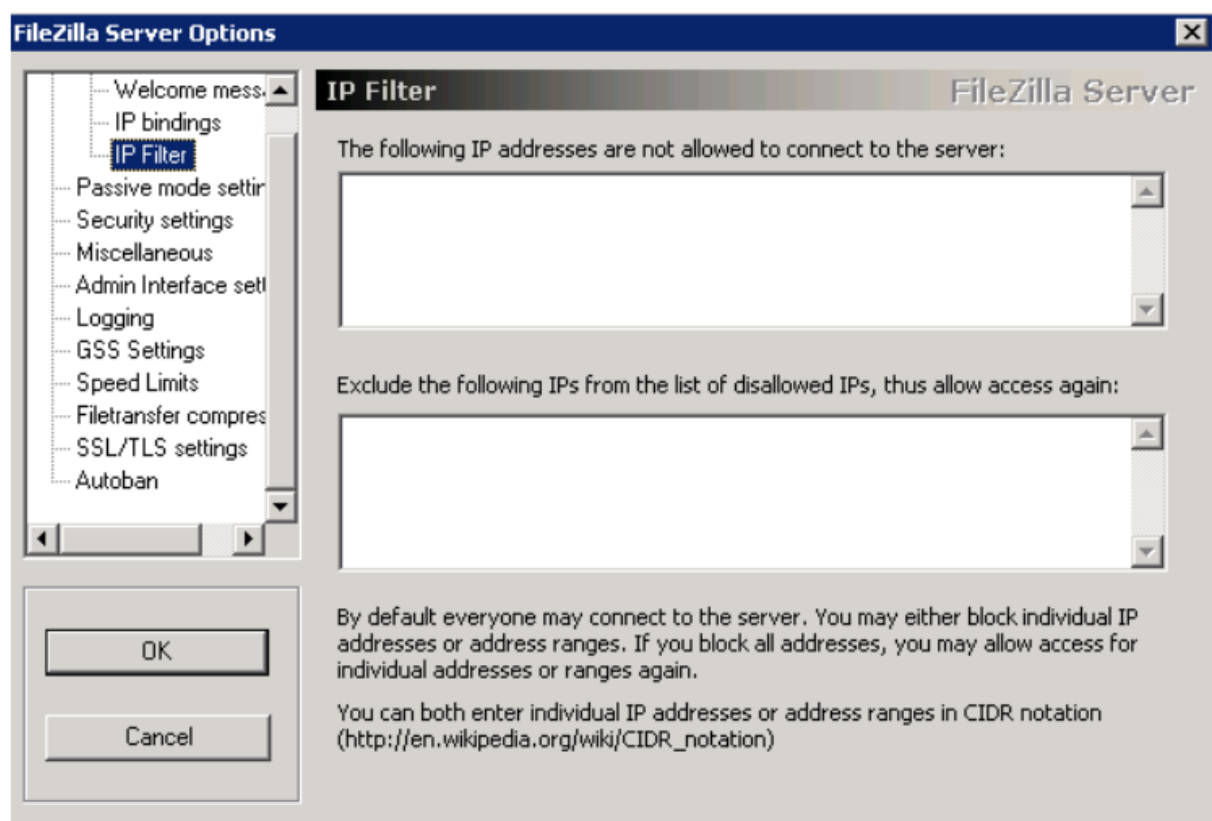 FileZilla Server Options
Welcome mess
IP bindings
IP Filter
Passive mode settin
Security settings
Miscellaneous
Admin Interface sett
Logging
GSS Settings
Speed Limits
Filetransfer compres
SSL/TLS settings
Autoban
OK
Cancel
IP Filter
FileZilla Server
The following IP addresses are not allowed to connect to the server:
Exclude the following IPs from the list of disallowed IPs, thus allow access again:
By default everyone may connect to the server. You may either block individual IP
addresses or address ranges. If you block all addresses, you may allow access for
individual addresses or ranges again.
You can both enter individual IP addresses or address ranges in CIDR notation
(http://en.wikipedia.org/wiki/CIDR_notation)